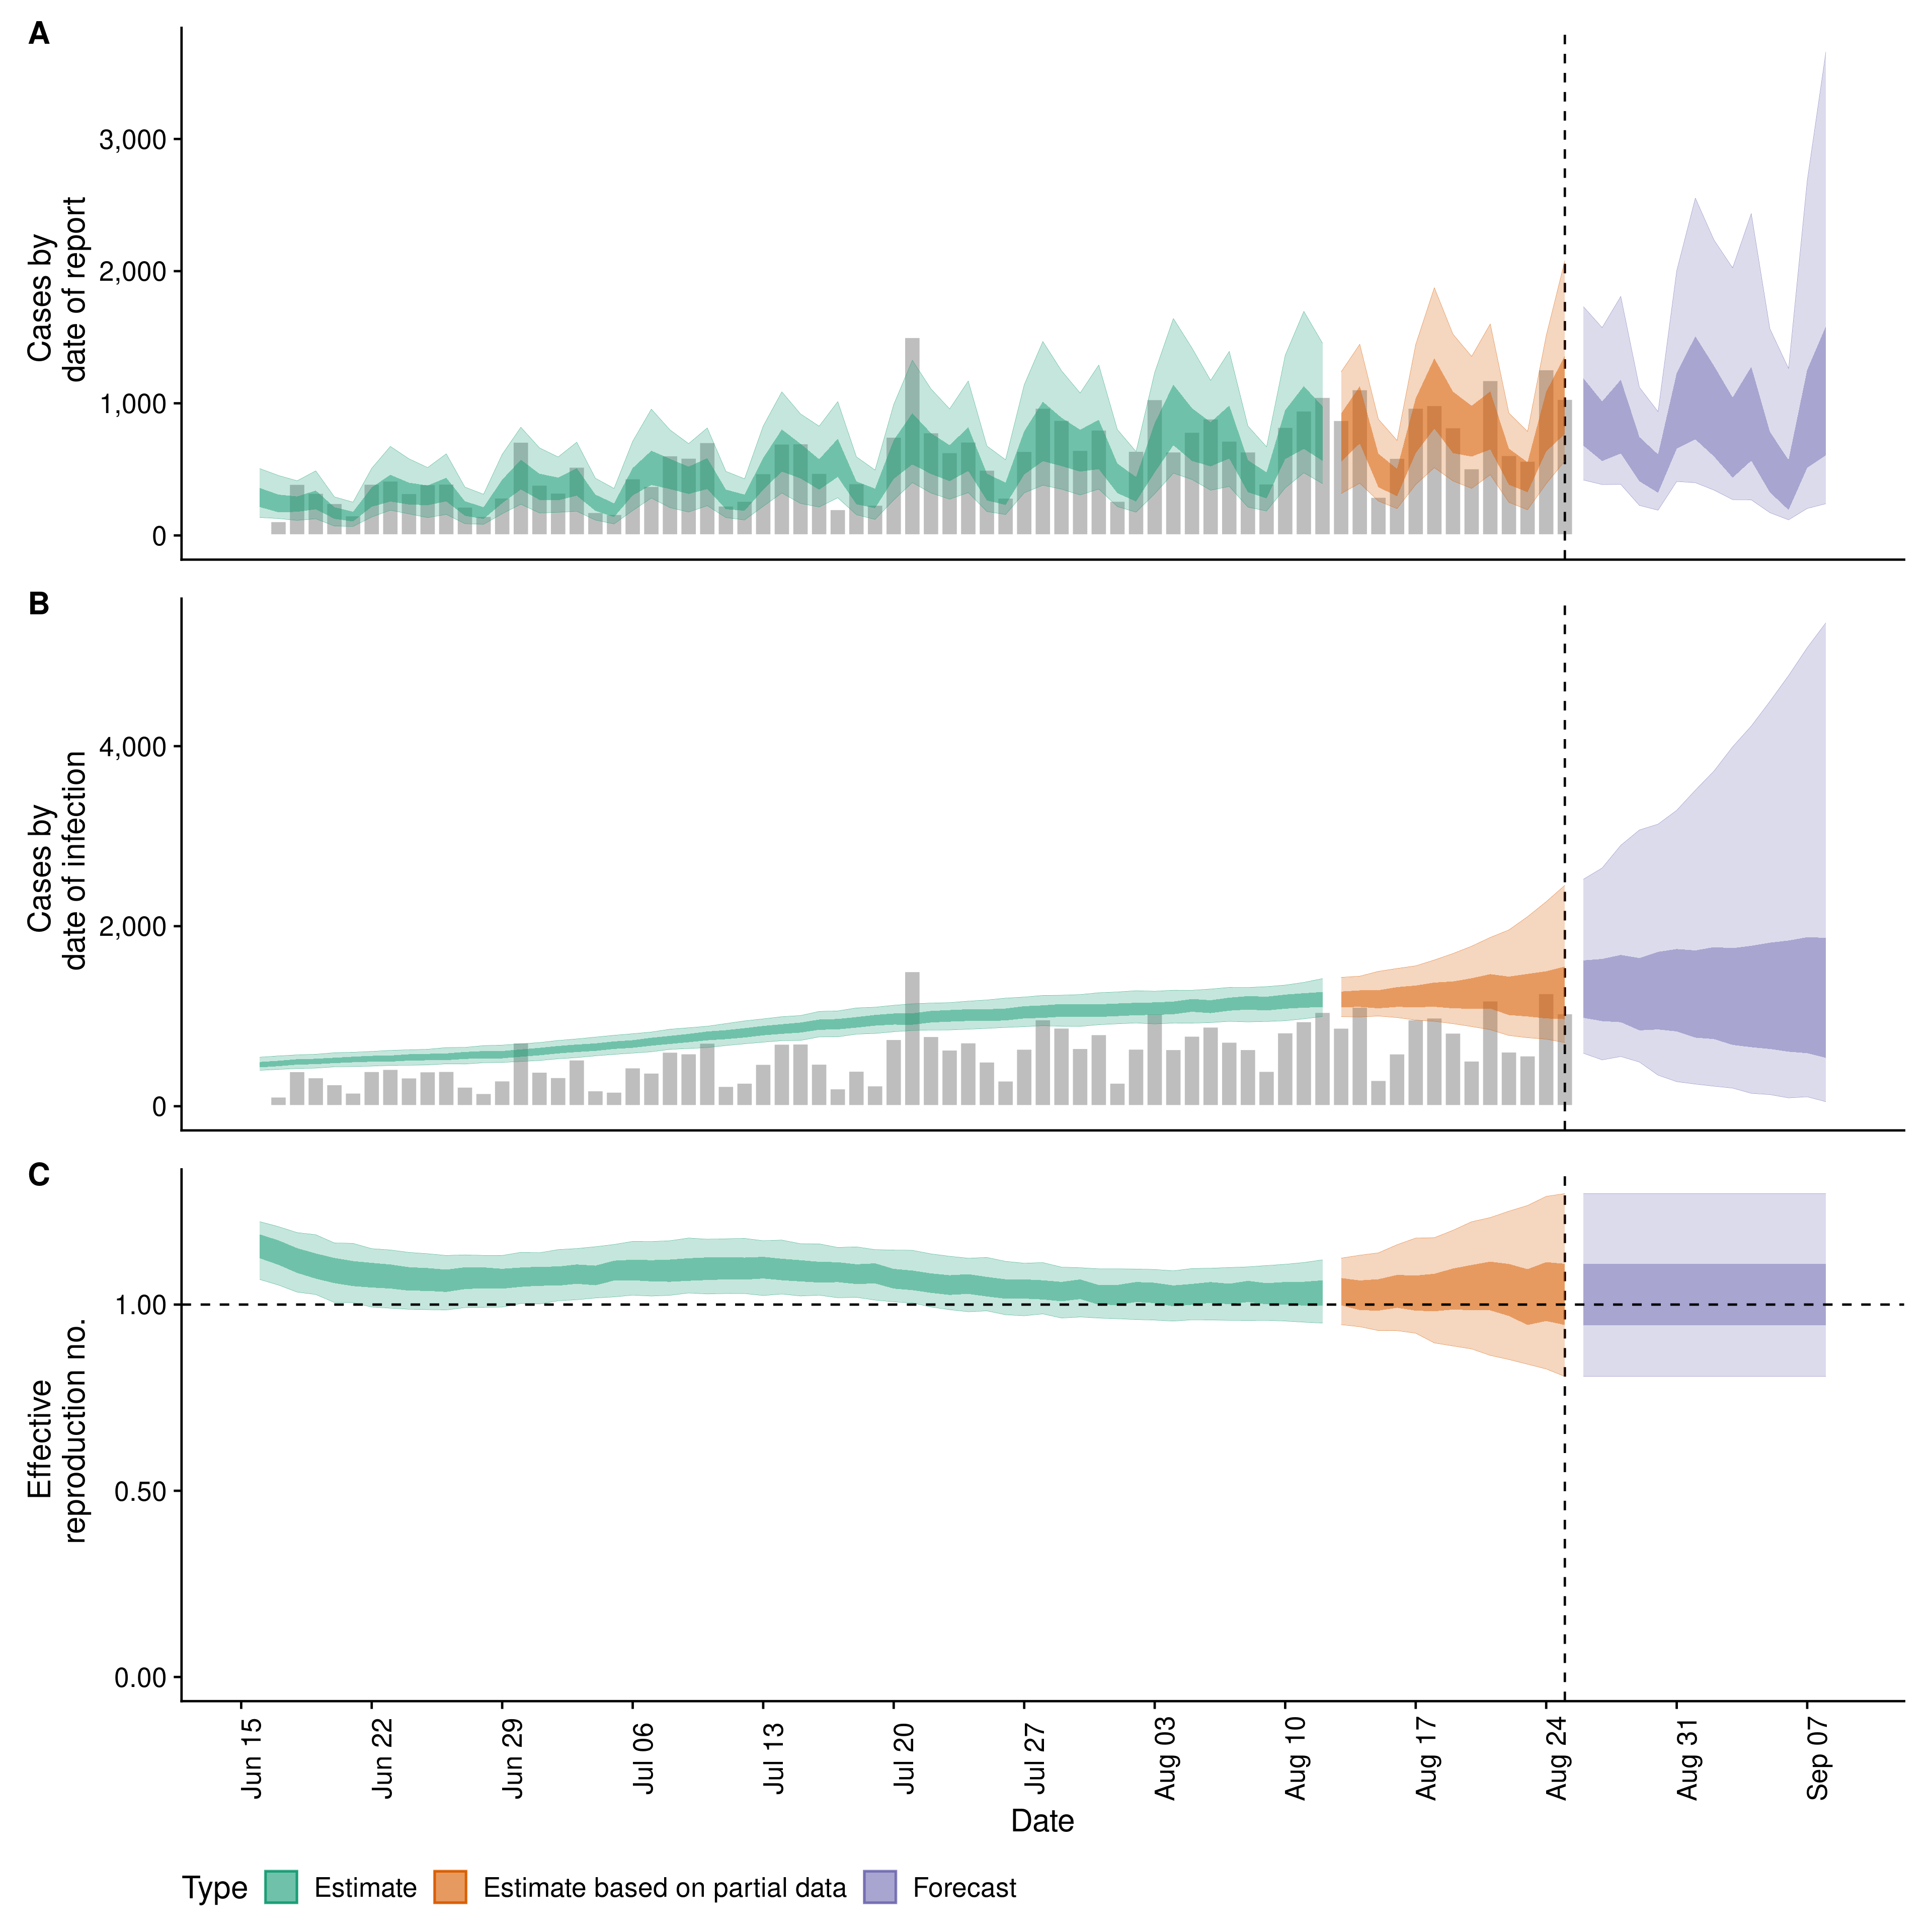 A
Cases by
date of report
3,000
2,000
1,000
0
B
Cases by
date of infection
4,000
2,000
0
C
Effective
reproduction no.
1.00
0.50
0.00
Jun 15
Jun 22
Jun 29
Jul 06
Jul 13
Jul 20
Jul 27
Aug 03
Aug 10
Aug 17
Aug 24
Aug 31
Sep 07
Date
Type Estimate Estimate based on partial data Forecast